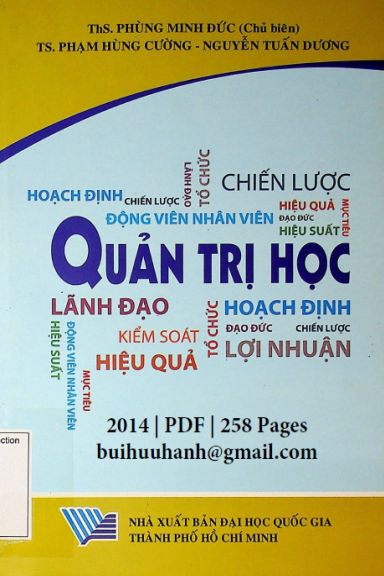 ThS. PHÙNG MINH ĐỨC (Chủ biên)
TS. PHẠM HÙNG CƯỜNG - NGUYỄN TUẤN DƯƠNG
LÃNH ĐẠO
TỔ CHỨC
CHIẾN LƯỢC
HOẠCH ĐỊNH
CHIẾN LƯỢC
HIỆU QUẢ
MỤC TIÊU
ĐỘNG VIÊN NHÂN VIÊN
ĐẠO ĐỨC
HIỆU SUẤT
QUẢN TRỊ HỌC
LÃNH ĐẠO
TỔ CHỨC
HOẠCH ĐỊNH
HIỆU SUẤT
ĐỘNG VIÊN NHÂN VIÊN
KIỂM SOÁT
ĐẠO ĐỨC
CHIẾN LƯỢC
HIỆU QUẢ
LỢI NHUẬN
MỤC TIÊU
2014 | PDF | 258 Pages
buihuuhanh@gmail.com
NHÀ XUẤT BẢN ĐẠI HỌC QUỐC GIA
THÀNH PHỐ HỒ CHÍ MINH